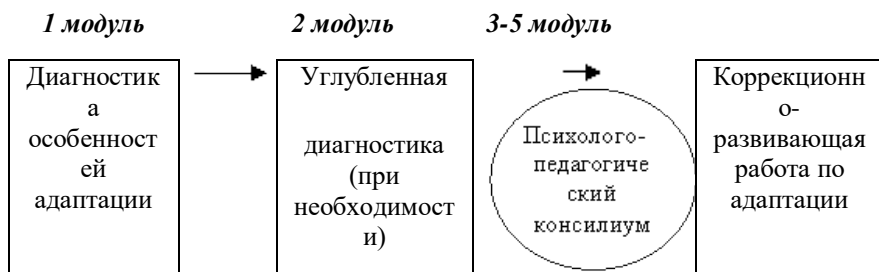 1 модуль 2 модуль 3-5 модуль
Диагностик
а
особенност
ей
адаптации
Углубленная
диагностика
(при
необходимост
и)
Психолого-
педагогиче
ский
консилиум
Коррекционн
о-
развивающая
работа по
адаптации